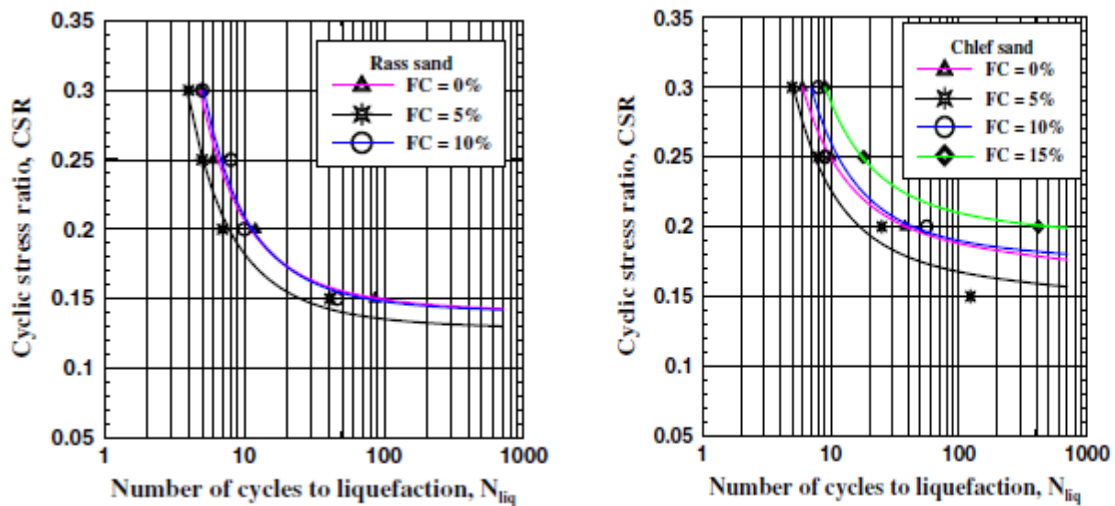 0.35
0.3
0.25
0.2
0.15
0.1
0.05
Cyclic stress ratio, CSR
1 10 100 1000
Number of cycles to liquefaction, Nliq
Rass sand
FC = 0%
FC = 5%
FC = 10%
0.35
0.3
0.25
0.2
0.15
0.1
0.05
Cyclic stress ratio, CSR
1 10 100 1000
Number of cycles to liquefaction, Nliq
Chlef sand
FC = 0%
FC = 5%
FC = 10%
FC = 15%